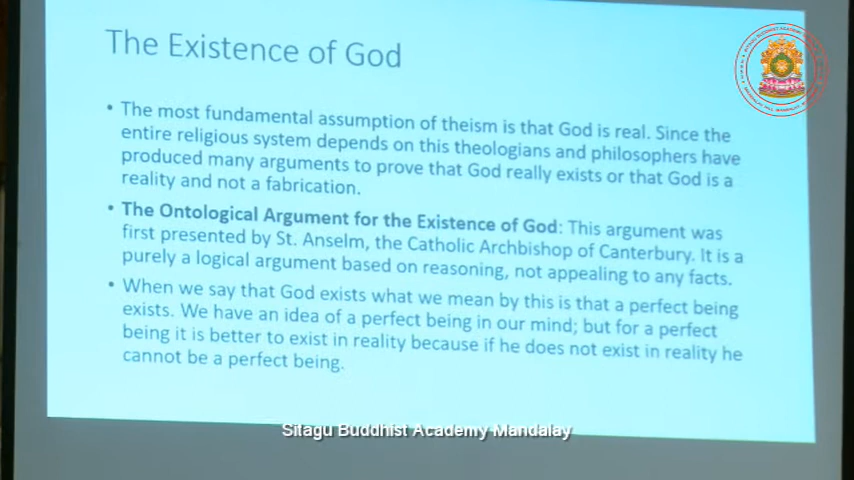 The Existence of God
• The most fundamental assumption of theism is that God is real. Since the
entire religious system depends on this theologians and philosophers have
produced many arguments to prove that God really exists or that God is a
reality and not a fabrication.
• The Ontological Argument for the Existence of God: This argument was
first presented by St. Anselm, the Catholic Archbishop of Canterbury. It is a
purely a logical argument based on reasoning, not appealing to any facts.
• When we say that God exists what we mean by this is that a perfect being
exists. We have an idea of a perfect being in our mind; but for a perfect
being it is better to exist in reality because if he does not exist in reality he
cannot be a perfect being.
Sitagu Buddhist Academy Mandalay